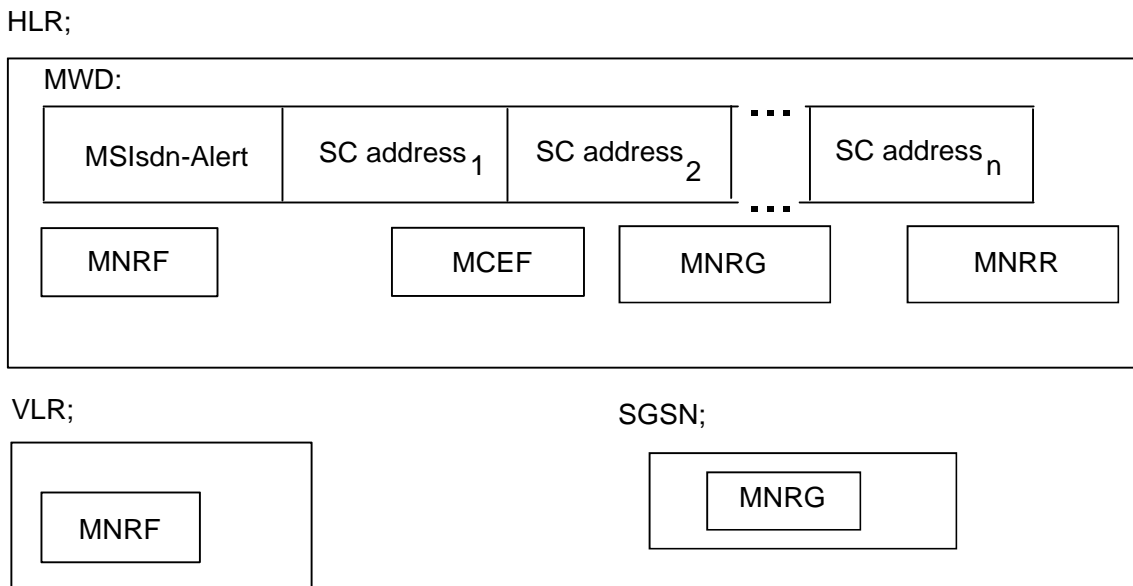 HLR;
MWD:
MSIsdn-Alert SC address1 SC address2 ... SC addressn
...
MNRF MCEF MNRG MNRR
VLR; SGSN;
MNRF MNRG